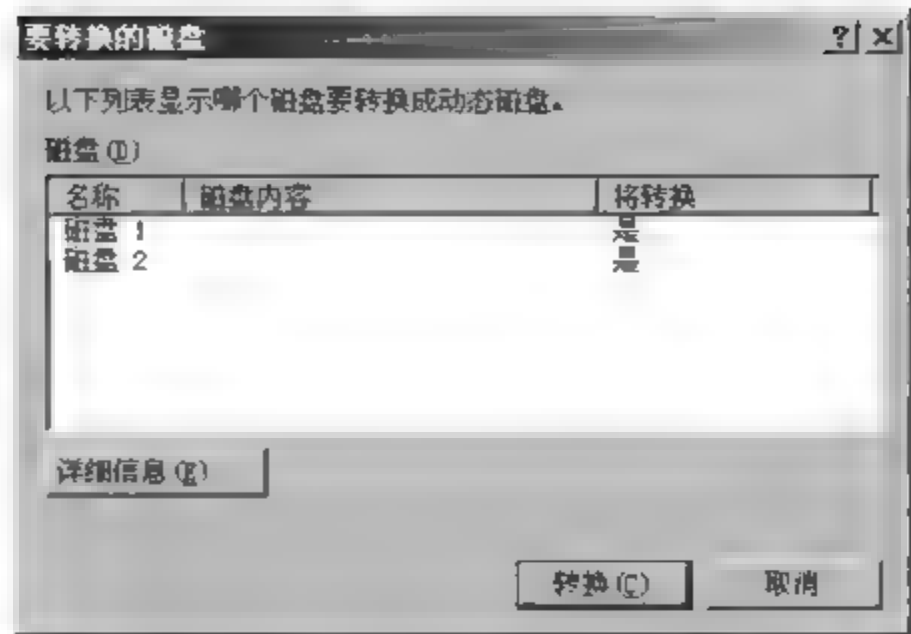 要转换的磁盘
以下列表显示哪个磁盘要转换成动态磁盘。
磁盘(D)
名称 磁盘内容 将转换
磁盘 1 是
磁盘 2 是
详细信息(E)
转换(C) 取消